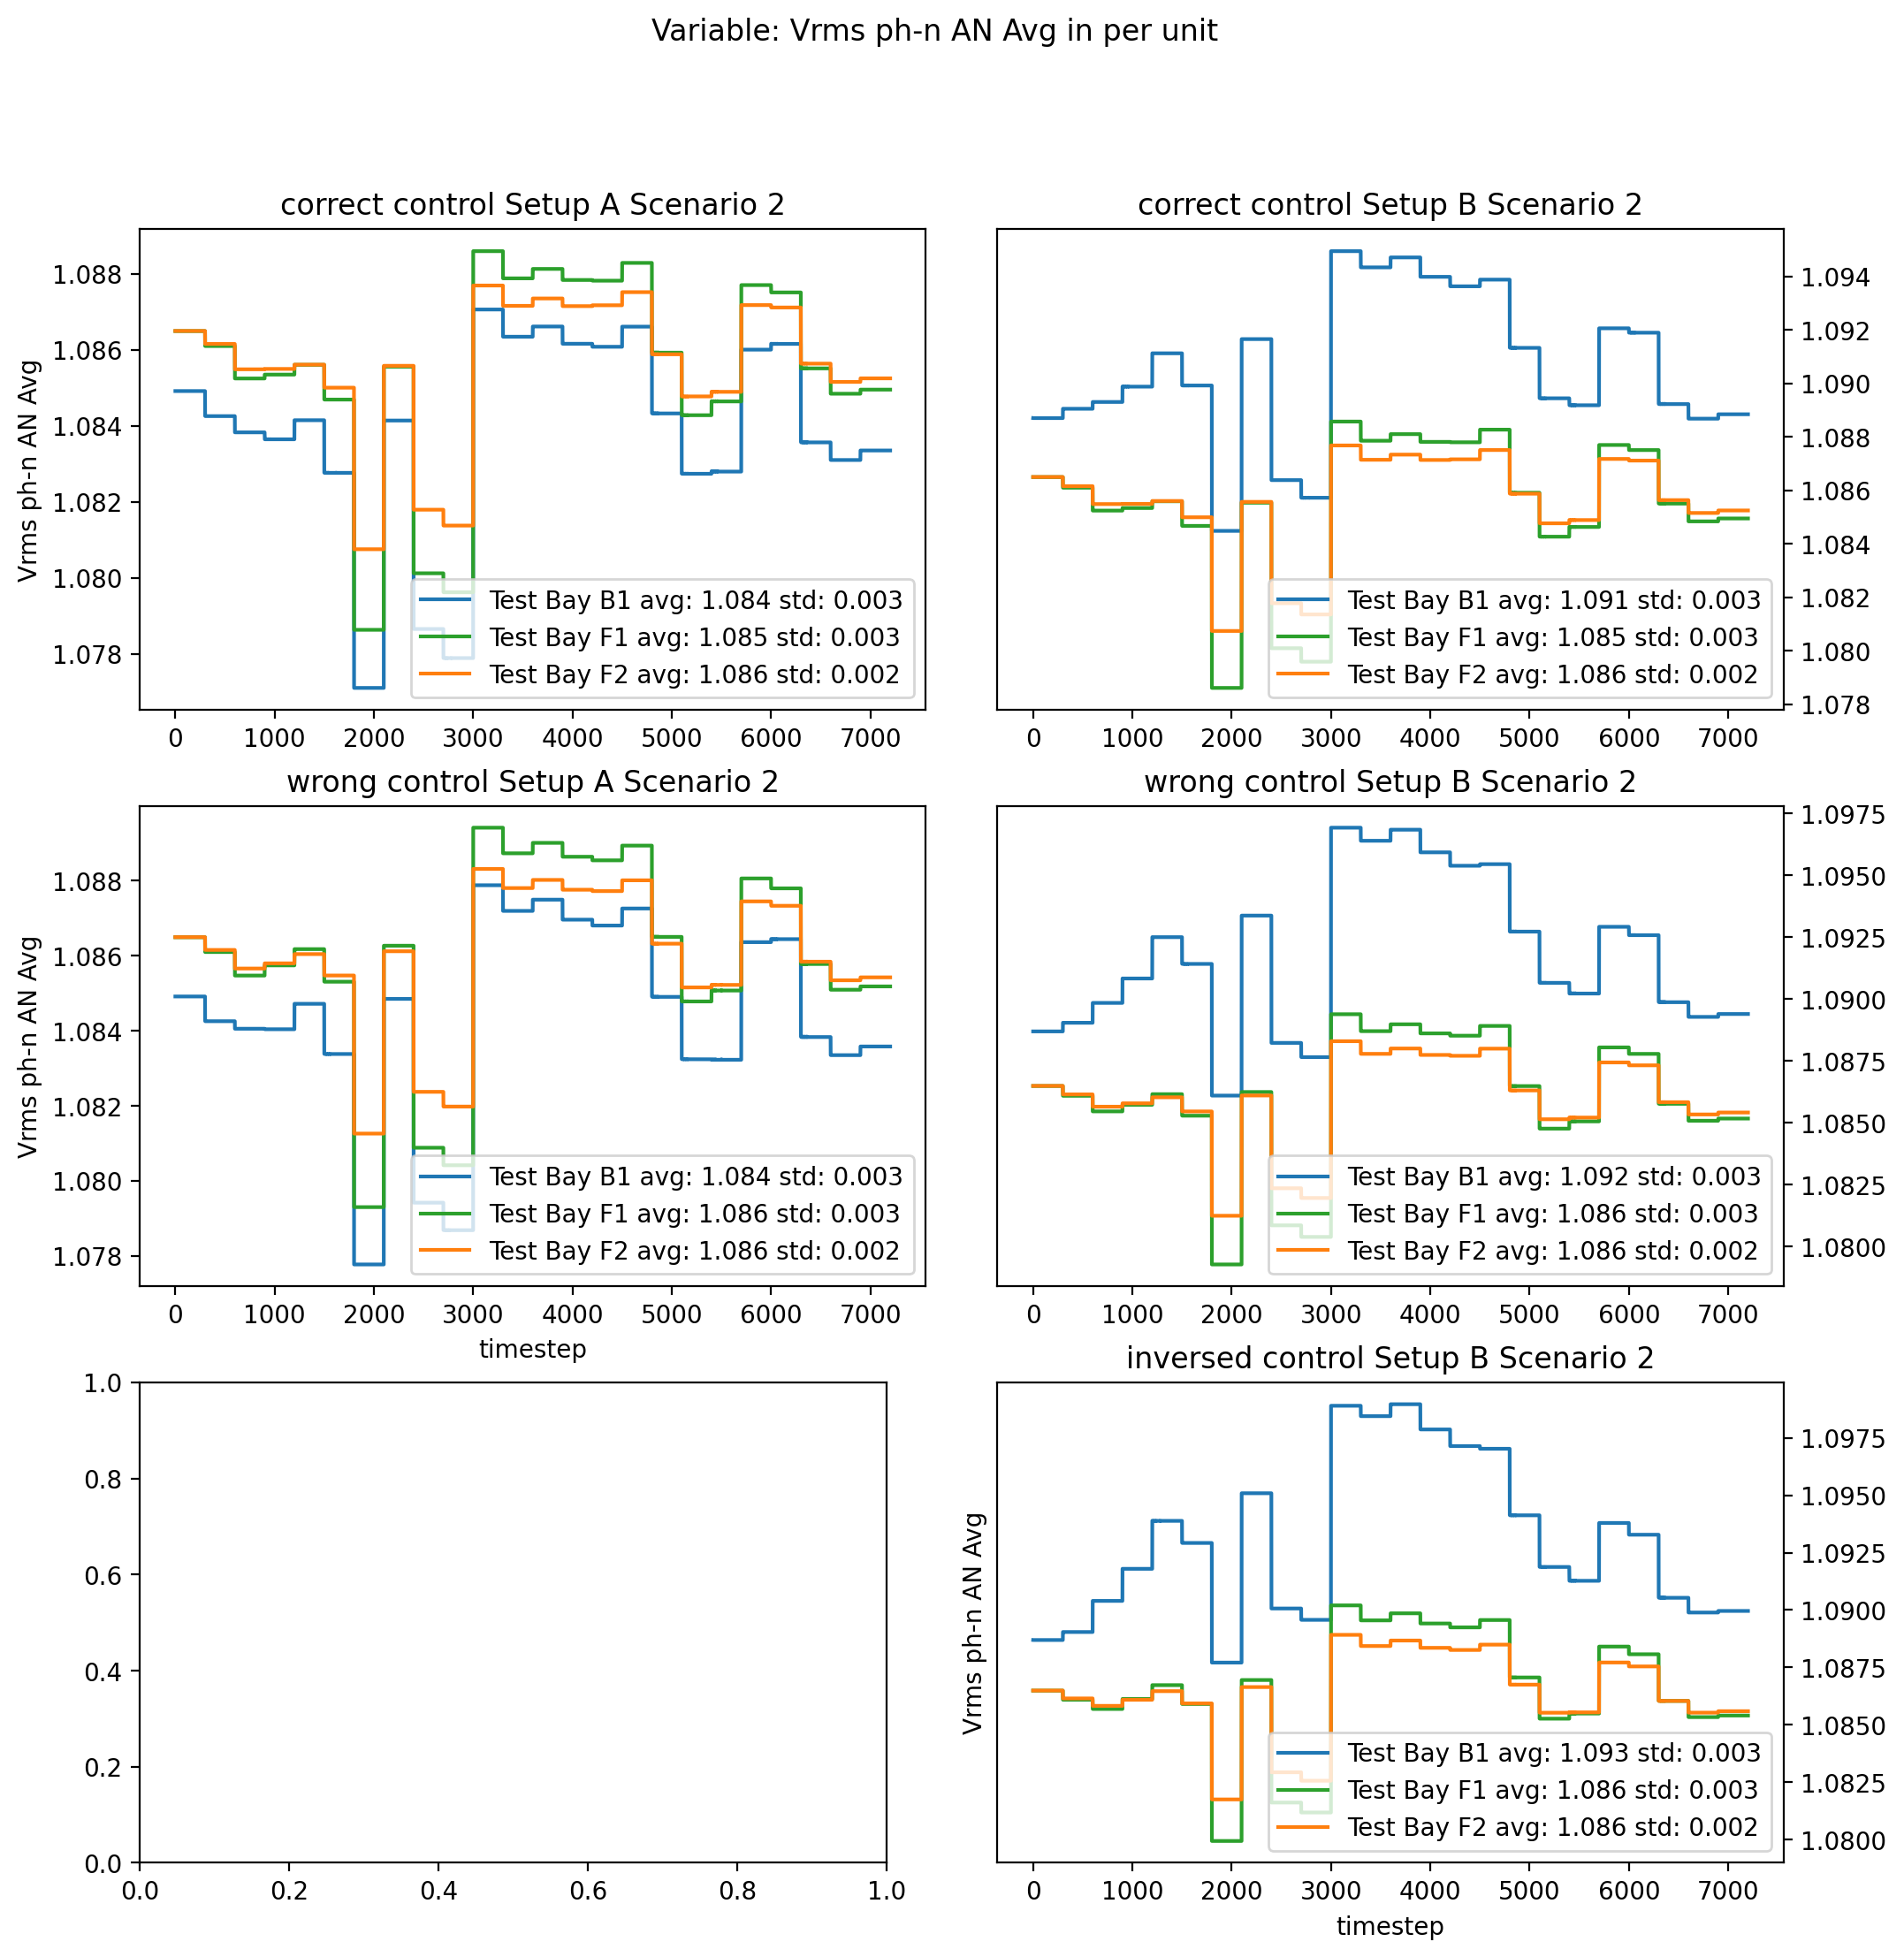 Variable: Vrms ph-n AN Avg in per unit
correct control Setup A Scenario 2
Vrms ph-n AN Avg
1.088
1.086
1.084
1.082
1.080
1.078
Test Bay B1 avg: 1.084 std: 0.003
Test Bay F1 avg: 1.085 std: 0.003
Test Bay F2 avg: 1.086 std: 0.002
0 1000 2000 3000 4000 5000 6000 7000
correct control Setup B Scenario 2
1.094
1.092
1.090
1.088
1.086
1.084
1.082
1.080
1.078
Test Bay B1 avg: 1.091 std: 0.003
Test Bay F1 avg: 1.085 std: 0.003
Test Bay F2 avg: 1.086 std: 0.002
0 1000 2000 3000 4000 5000 6000 7000
wrong control Setup A Scenario 2
Vrms ph-n AN Avg
1.088
1.086
1.084
1.082
1.080
1.078
Test Bay B1 avg: 1.084 std: 0.003
Test Bay F1 avg: 1.086 std: 0.003
Test Bay F2 avg: 1.086 std: 0.002
0 1000 2000 3000 4000 5000 6000 7000
timestep
wrong control Setup B Scenario 2
1.0975
1.0950
1.0925
1.0900
1.0875
1.0850
1.0825
1.0800
Test Bay B1 avg: 1.092 std: 0.003
Test Bay F1 avg: 1.086 std: 0.003
Test Bay F2 avg: 1.086 std: 0.002
0 1000 2000 3000 4000 5000 6000 7000
1.0
0.8
0.6
0.4
0.2
0.0
0.0 0.2 0.4 0.6 0.8 1.0
inversed control Setup B Scenario 2
Vrms ph-n AN Avg
1.0975
1.0950
1.0925
1.0900
1.0875
1.0850
1.0825
1.0800
Test Bay B1 avg: 1.093 std: 0.003
Test Bay F1 avg: 1.086 std: 0.003
Test Bay F2 avg: 1.086 std: 0.002
0 1000 2000 3000 4000 5000 6000 7000
timestep